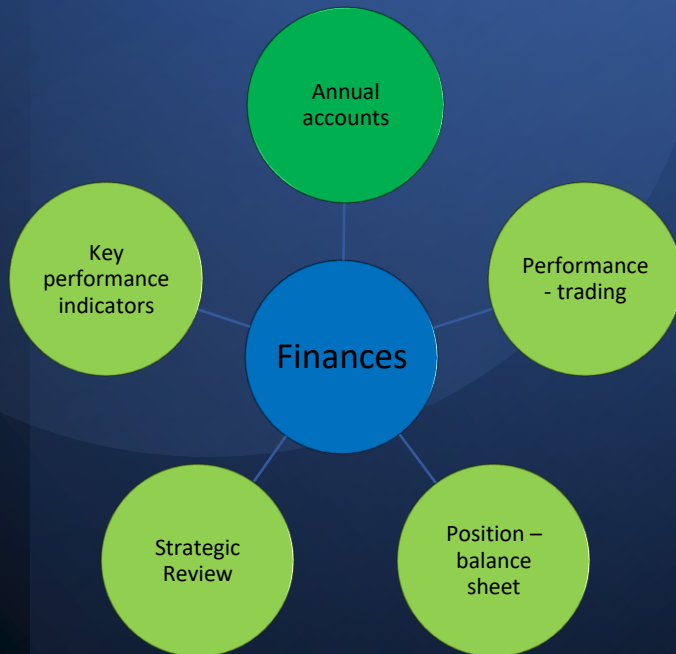 Annual
accounts
Key
performance
indicators
Performance
- trading
Finances
Strategic
Review
Position –
balance
sheet